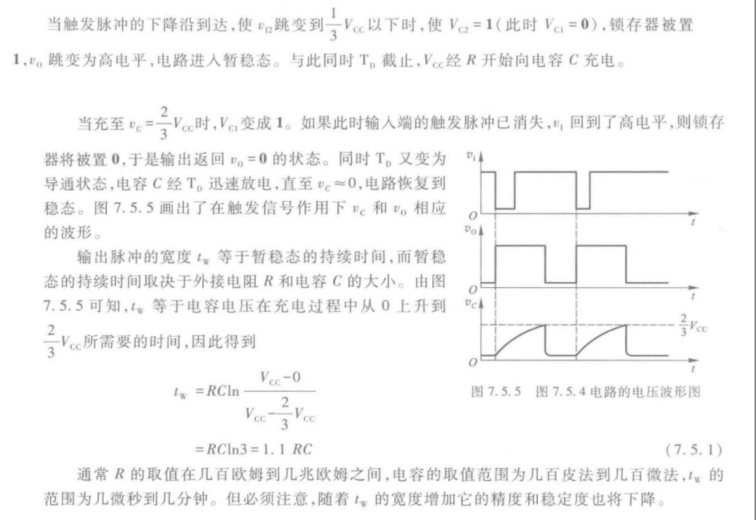 当触发脉冲的下降沿到达,使 v_{I2}跳变到\frac{1}{3}V_{CC}以下时,使 V_{C2}=1(此时 V_{C1}=0),锁存器被置
1,v_O 跳变为高电平,电路进入暂稳态。与此同时 T_D 截止,V_{CC}经 R 开始向电容 C 充电。
当充至 v_C=\frac{2}{3}V_{CC}时,V_{C1}变成 1。如果此时输入端的触发脉冲已消失,v_I 回到了高电平,则锁存
器将被置 0,于是输出返回 v_O=0 的状态。同时 T_D 又变为
导通状态,电容 C 经 T_D 迅速放电,直至 v_C≈0,电路恢复到
稳态。图 7.5.5 画出了在触发信号作用下 v_C 和 v_O 相应
的波形。
输出脉冲的宽度 t_W 等于暂稳态的持续时间,而暂稳
态的持续时间取决于外接电阻 R 和电容 C 的大小。由图
7.5.5 可知,t_W 等于电容电压在充电过程中从 0 上升到
\frac{2}{3}V_{CC}所需要的时间,因此得到
t_W =RCln \frac{V_{CC}-0}{V_{CC}-\frac{2}{3}V_{CC}}
=RCln3=1.1 RC (7.5.1)
v_I
O
t
v_O
O
t
v_C
\frac{2}{3}V_{CC}
O
t
图 7.5.5 图 7.5.4 电路的电压波形图
通常 R 的取值在几百欧姆到几兆欧姆之间,电容的取值范围为几百皮法到几百微法,t_W 的
范围为几微秒到几分钟。但必须注意,随着 t_W 的宽度增加它的精度和稳定度也将下降。